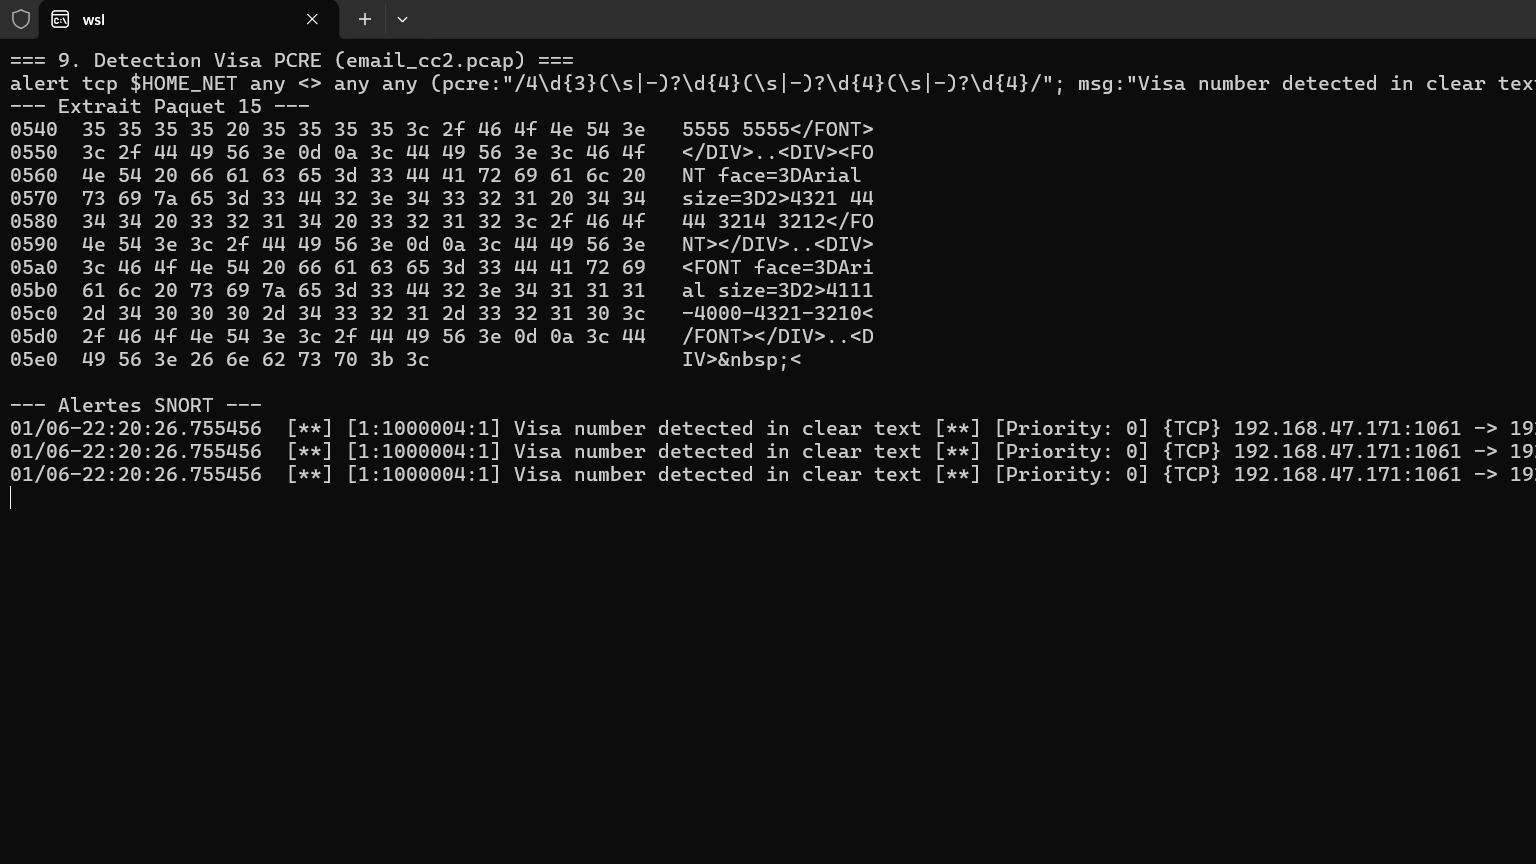 wsl
=== 9. Detection Visa PCRE (email_cc2.pcap) ===
alert tcp $HOME_NET any <> any any (pcre:"/4\d{3}(\s|-)?\d{4}(\s|-)?\d{4}(\s|-)?\d{4}/"; msg:"Visa number detected in clear tex
--- Extrait Paquet 15 ---
0540  35 35 35 35 20 35 35 35 35 3c 2f 46 4f 4e 54 3e   5555 5555</FONT>
0550  3c 2f 44 49 56 3e 0d 0a 3c 44 49 56 3e 3c 46 4f   </DIV>..<DIV><FO
0560  4e 54 20 66 61 63 65 3d 33 44 41 72 69 61 6c 20   NT face=3DArial
0570  73 69 7a 65 3d 33 44 32 3e 34 33 32 31 20 34 34   size=3D2>4321 44
0580  34 34 20 33 32 31 34 20 33 32 31 32 3c 2f 46 4f   44 3214 3212</FO
0590  4e 54 3e 3c 2f 44 49 56 3e 0d 0a 3c 44 49 56 3e   NT></DIV>..<DIV>
05a0  3c 46 4f 4e 54 20 66 61 63 65 3d 33 44 41 72 69   <FONT face=3DAri
05b0  61 6c 20 73 69 7a 65 3d 33 44 32 3e 34 31 31 31   al size=3D2>4111
05c0  2d 34 30 30 30 2d 34 33 32 31 2d 33 32 31 30 3c   -4000-4321-3210<
05d0  2f 46 4f 4e 54 3e 3c 2f 44 49 56 3e 0d 0a 3c 44   /FONT></DIV>..<D
05e0  49 56 3e 26 6e 62 73 70 3b 3c                     IV>&nbsp;<
--- Alertes SNORT ---
01/06-22:20:26.755456  [**] [1:1000004:1] Visa number detected in clear text [**] [Priority: 0] {TCP} 192.168.47.171:1061 -> 19
01/06-22:20:26.755456  [**] [1:1000004:1] Visa number detected in clear text [**] [Priority: 0] {TCP} 192.168.47.171:1061 -> 19
01/06-22:20:26.755456  [**] [1:1000004:1] Visa number detected in clear text [**] [Priority: 0] {TCP} 192.168.47.171:1061 -> 19